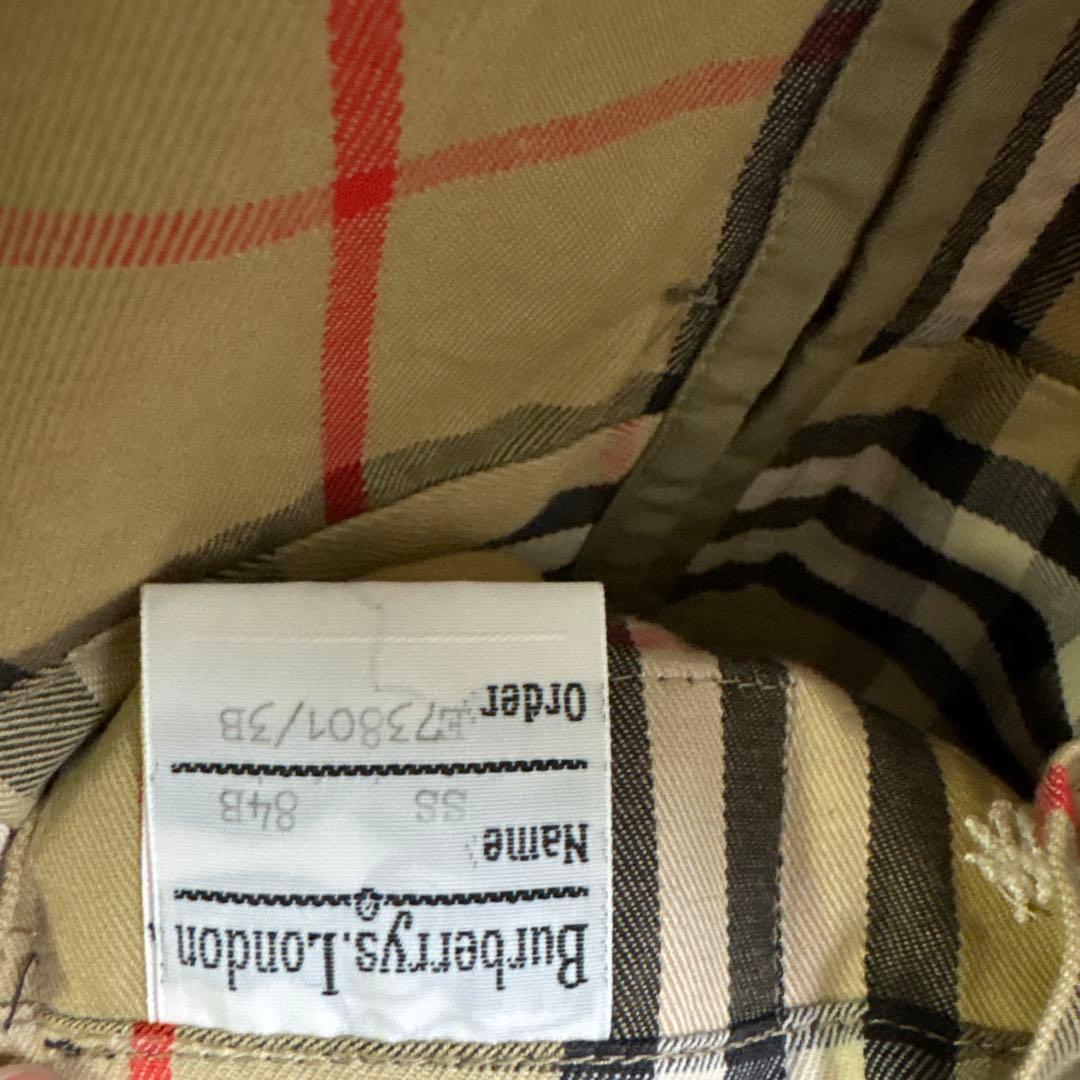 Burberrys.London
Name
SS 84B
Order
E73801/3B